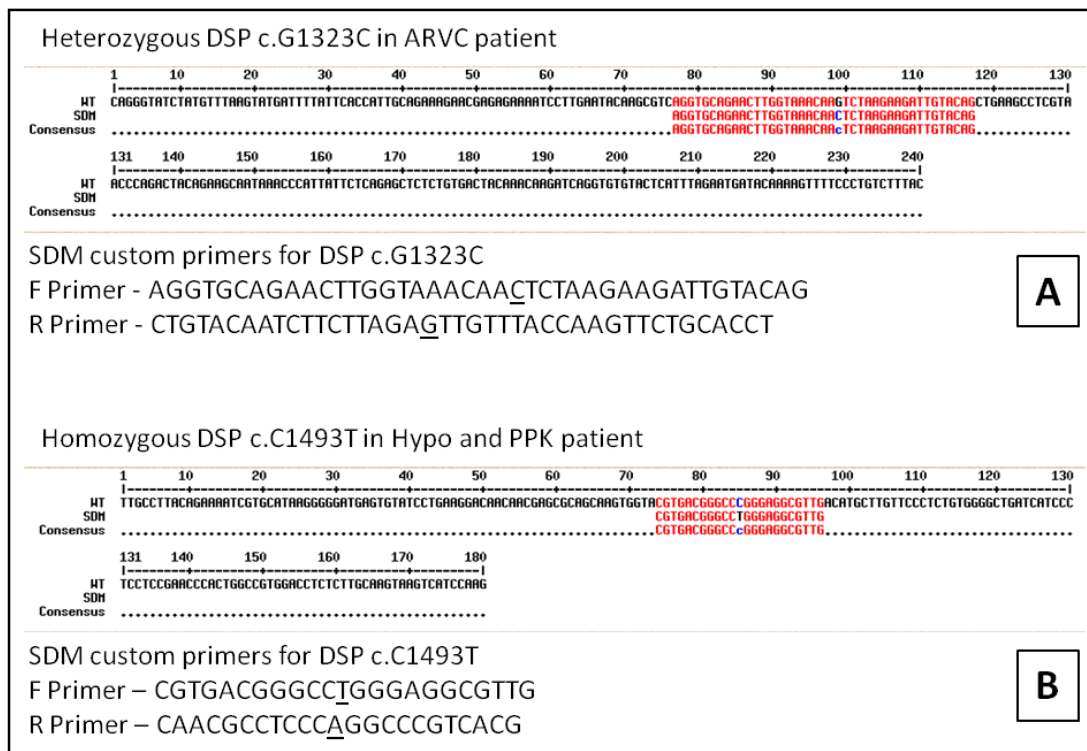 Heterozygous DSP c.G1323C in ARVC patient
1 10 20 30 40 50 60 70 80 90 100 110 120 130
|--------+---------+---------+---------+---------+---------+---------+---------+---------+---------+---------+---------+---------|
WT CAGGGTATCTATGTTTAAGTATGATTTTATTCACCATTGCAGAAAGAACGAGAGAAAATCCTTGAATACAAGCGTCAGGTGCAGAACTTGGTAAACAAGTCTAAGAAGATTGTACAGCTGAAGCCTCGTA
SDM AGGTGCAGAACTTGGTAAACAACTCTAAGAAGATTGTACAG
Consensus ............................................................................AGGTGCAGAACTTGGTAAACAAcTCTAAGAAGATTGTACAG.............
131 140 150 160 170 180 190 200 210 220 230 240
|--------+---------+---------+---------+---------+---------+---------+---------+---------+---------+---------|
WT ACCCAGACTACAGAAGCAATAAACCCATTATTCTCAGAGCTCTCTGTGACTACAAACAAGATCAGGTGTGTACTCATTTAGAATGATACAAAAGTTTTCCCTGTCTTTAC
SDM
Consensus ..............................................................................................................
SDM custom primers for DSP c.G1323C
F Primer - AGGTGCAGAACTTGGTAAACAACTCTAAGAAGATTGTACAG
R Primer - CTGTACAATCTTCTTAGAGTTGTTTACCAAGTTCTGCACCT
A
Homozygous DSP c.C1493T in Hypo and PPK patient
1 10 20 30 40 50 60 70 80 90 100 110 120 130
|--------+---------+---------+---------+---------+---------+---------+---------+---------+---------+---------+---------+---------|
WT TTGCCTTACAGAAAATCGTGCATAAGGGGGATGAGTGTATCCTGAAGGACAACAACGAGCGCAGCAAGTGGTACGTGACGGGCCCGGGAGGCGTTGACATGCTTGTTCCCTCTGTGGGGCTGATCATCCC
SDM CGTGACGGGCCTGGGAGGCGTTG
Consensus .........................................................................CGTGACGGGCCcGGGAGGCGTTG..................................
131 140 150 160 170 180
|--------+---------+---------+---------+---------|
WT TCCTCCGAACCCACTGGCCGTGGACCTCTCTTGCAAGTAAGTCATCCAAG
SDM
Consensus ..................................................
SDM custom primers for DSP c.C1493T
F Primer – CGTGACGGGCCTGGGAGGCGTTG
R Primer – CAACGCCTCCCAGGCCCGTCACG
B